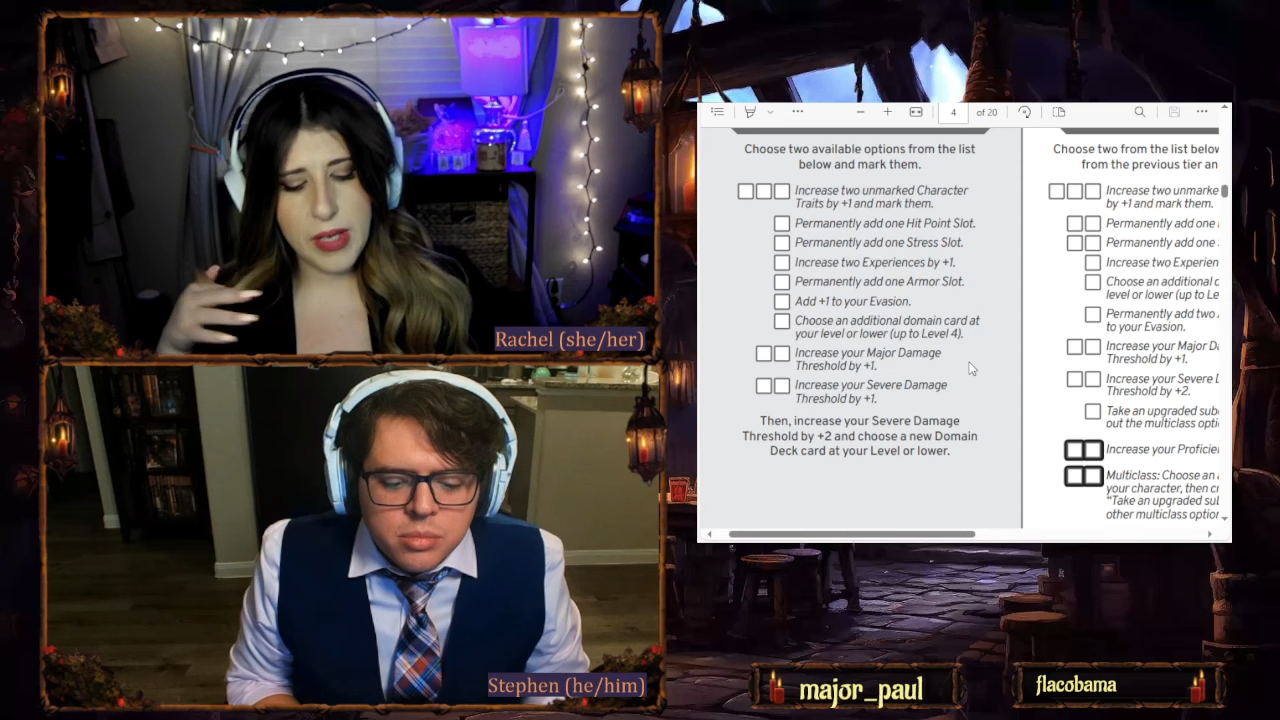 Rachel (she/her)
Stephen (he/him)
4 of 20
Choose two available options from the list
below and mark them.
Increase two unmarked Character
Traits by +1 and mark them.
Permanently add one Hit Point Slot.
Permanently add one Stress Slot.
Increase two Experiences by +1.
Permanently add one Armor Slot.
Add +1 to your Evasion.
Choose an additional domain card at
your level or lower (up to Level 4).
Increase your Major Damage
Threshold by +1.
Increase your Severe Damage
Threshold by +1.
Then, increase your Severe Damage
Threshold by +2 and choose a new Domain
Deck card at your Level or lower.
Choose two from the list below
from the previous tier an
Increase two unmarke
by +1 and mark them.
Permanently add one
Permanently add one
Increase two Experien
Choose an additional
level or lower (up to Le
Permanently add two
to your Evasion.
Increase your Major D
Threshold by +1.
Increase your Severe
Threshold by +2.
Take an upgraded sub
out the multiclass opti
Increase your Proficie
Multiclass: Choose an
your character, then cr
"Take an upgraded sub
other multiclass option
major_paul
flacobama